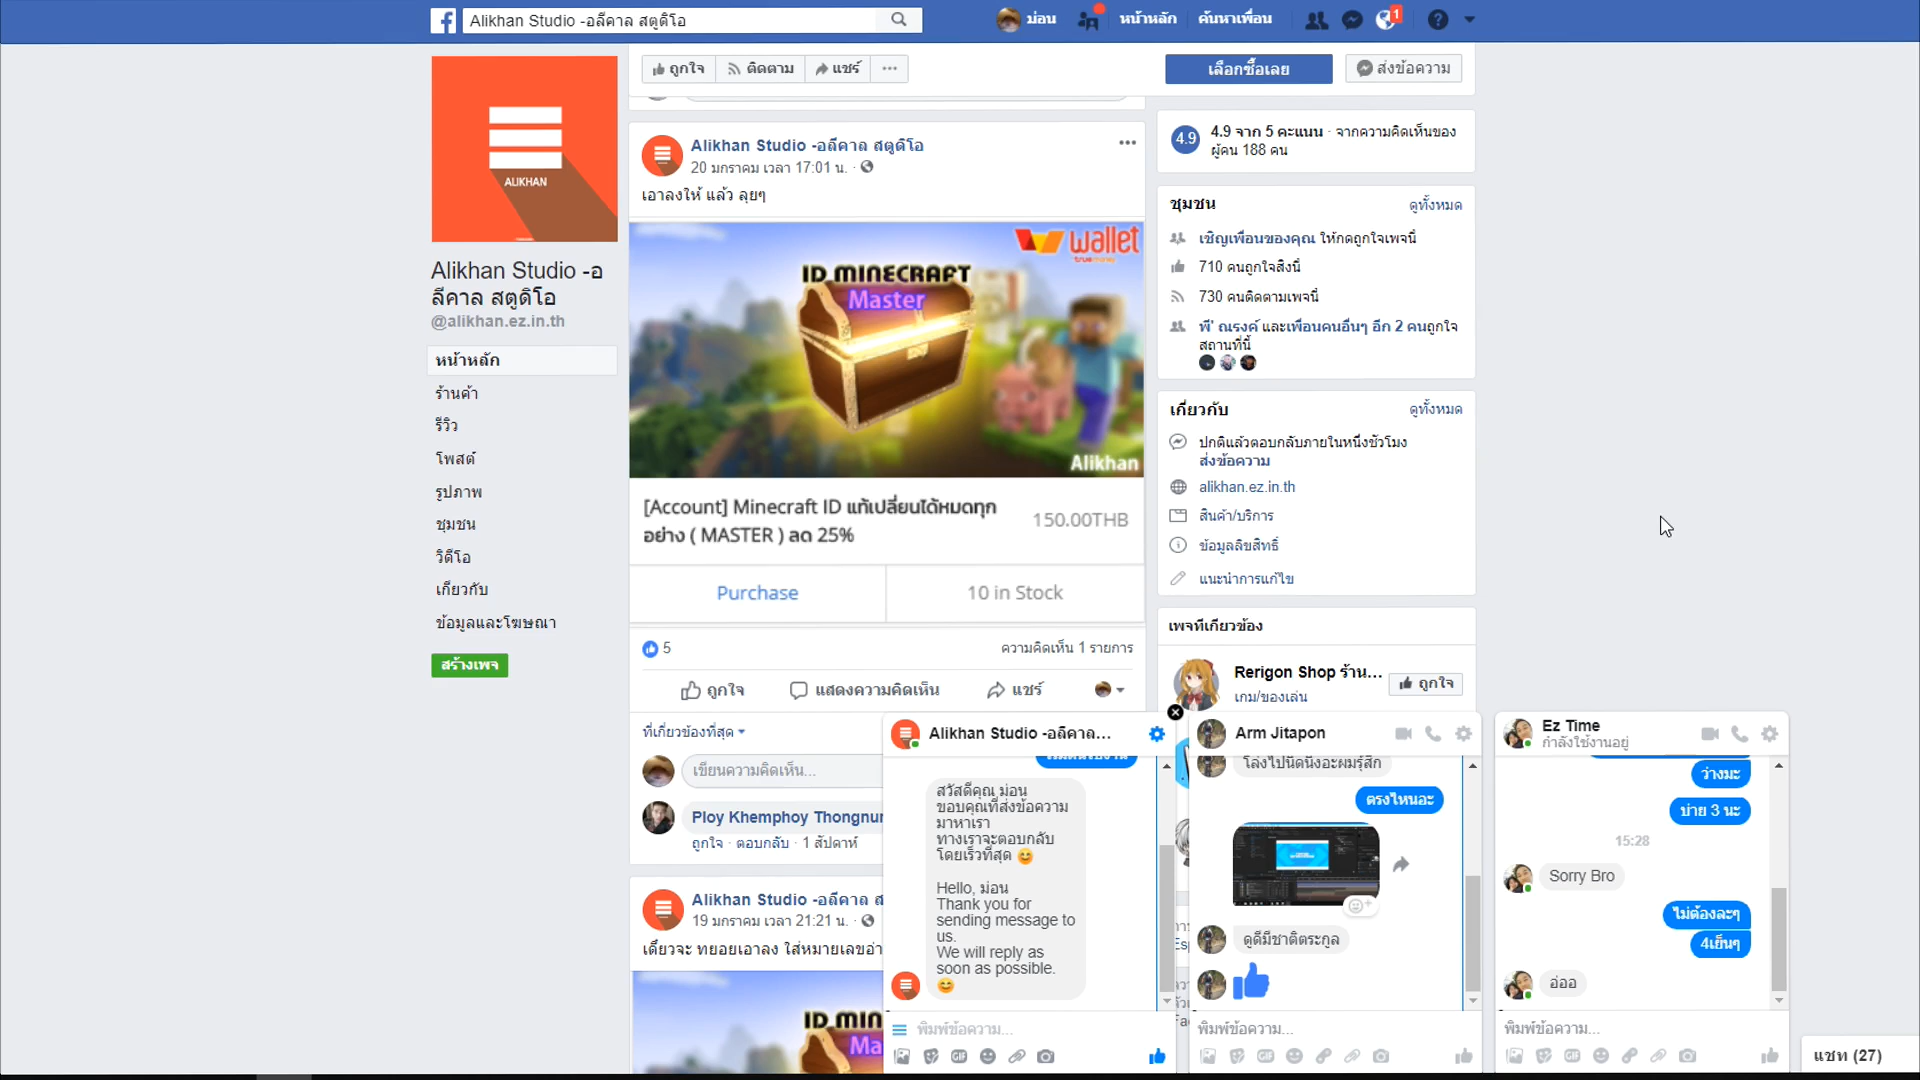 Alikhan Studio -อลีคาล สตูดิโอ
ม่อน
หน้าหลัก
ค้นหาเพื่อน
1
ถูกใจ
ติดตาม
แชร์
เลือกซื้อเลย
ส่งข้อความ
ALIKHAN
Alikhan Studio -อ
ลีคาล สตูดิโอ
@alikhan.ez.in.th
หน้าหลัก
ร้านค้า
รีวิว
โพสต์
รูปภาพ
ชุมชน
วิดีโอ
เกี่ยวกับ
ข้อมูลและโฆษณา
สร้างเพจ
Alikhan Studio -อลีคาล สตูดิโอ
20 มกราคม เวลา 17:01 น. ·
เอาลงให้ แล้ว ลุยๆ
wallet
truemoney
ID MINECRAFT
Master
Alikhan
[Account] Minecraft ID แท้เปลี่ยนได้หมดทุก
อย่าง ( MASTER ) ลด 25%
150.00THB
Purchase
10 in Stock
5
ความคิดเห็น 1 รายการ
ถูกใจ
แสดงความคิดเห็น
แชร์
ที่เกี่ยวข้องที่สุด
เขียนความคิดเห็น...
Ploy Khemphoy Thongnur
ถูกใจ · ตอบกลับ · 1 สัปดาห์
Alikhan Studio -อลีคาล ส
19 มกราคม เวลา 21:21 น. ·
เดี๋ยวจะ ทยอยเอาลง ใส่หมายเลขอ่า
ID MIN
Ma
4.9
4.9 จาก 5 คะแนน · จากความคิดเห็นของ
ผู้คน 188 คน
ชุมชน
ดูทั้งหมด
เชิญเพื่อนของคุณ ให้กดถูกใจเพจนี้
710 คนถูกใจสิ่งนี้
730 คนติดตามเพจนี้
พี' ณรงค์ และเพื่อนคนอื่นๆ อีก 2 คนถูกใจ
สถานที่นี้
เกี่ยวกับ
ดูทั้งหมด
ปกติแล้วตอบกลับภายในหนึ่งชั่วโมง
ส่งข้อความ
alikhan.ez.in.th
สินค้า/บริการ
ข้อมูลลิขสิทธิ์
แนะนำการแก้ไข
เพจที่เกี่ยวข้อง
Rerigon Shop ร้าน...
เกม/ของเล่น
ถูกใจ
Alikhan Studio -อลีคาล...
สวัสดีคุณ ม่อน
ขอบคุณที่ส่งข้อความ
มาหาเรา
ทางเราจะตอบกลับ
โดยเร็วที่สุด 😊
Hello, ม่อน
Thank you for
sending message to
us.
We will reply as
soon as possible.
😊
พิมพ์ข้อความ...
GIF
Arm Jitapon
โล่งไปนิดนึงอะผมรู้สึก
ตรงไหนอะ
ดูดีมีชาติตระกูล
พิมพ์ข้อความ...
GIF
Ez Time
กำลังใช้งานอยู่
ว่างมะ
บ่าย 3 นะ
15:28
Sorry Bro
ไม่ต้องละๆ
4เย็นๆ
อ่ออ
พิมพ์ข้อความ...
GIF
แชท (27)